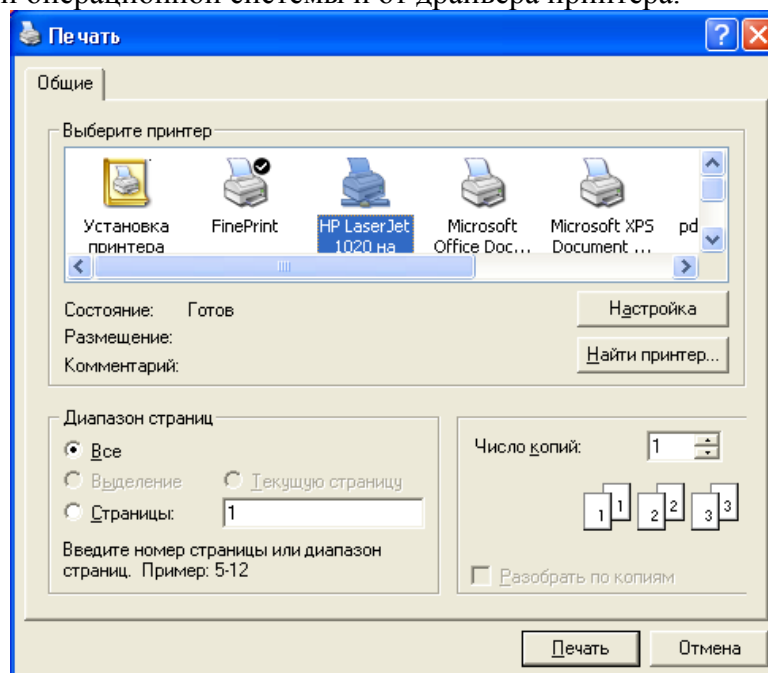 и операционной системы и от драйвера принтера.
Печать
Общие
Выберите принтер
Установка принтера
FinePrint
HP LaserJet 1020 на
Microsoft Office Doc...
Microsoft XPS Document ...
pd
Состояние: Готов
Настройка
Размещение:
Найти принтер...
Комментарий:
Диапазон страниц
Все
Выделение
Текущую страницу
Страницы: 1
Введите номер страницы или диапазон
страниц. Пример: 5-12
Число копий: 1
1 1 2 2 3 3
Разобрать по копиям
Печать
Отмена